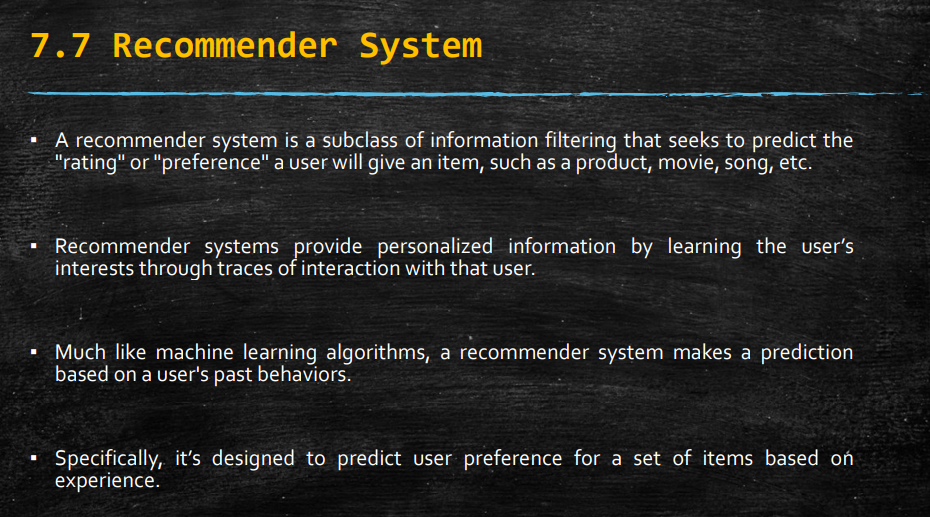 7.7 Recommender System
▪ A recommender system is a subclass of information filtering that seeks to predict the
"rating" or "preference" a user will give an item, such as a product, movie, song, etc.
▪ Recommender systems provide personalized information by learning the user’s
interests through traces of interaction with that user.
▪ Much like machine learning algorithms, a recommender system makes a prediction
based on a user's past behaviors.
▪ Specifically, it’s designed to predict user preference for a set of items based on
experience.